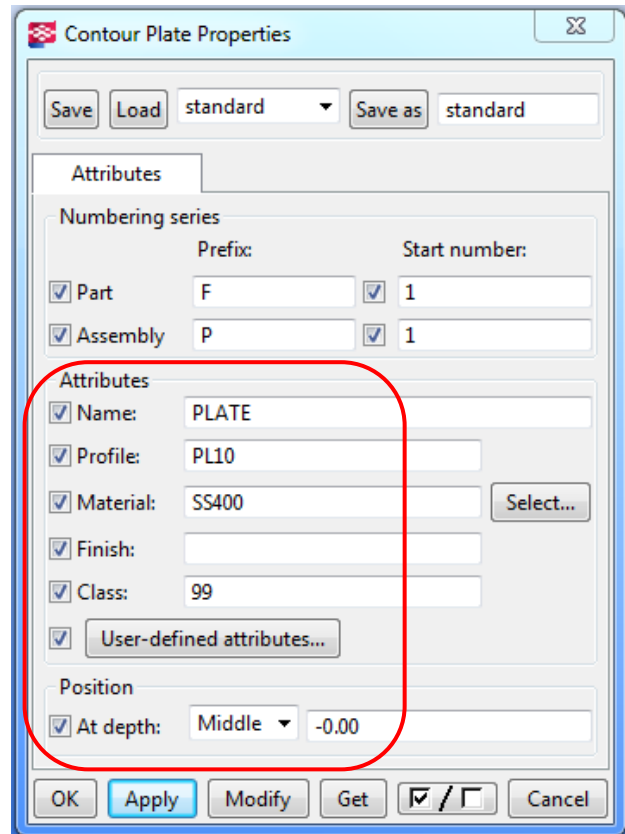 Contour Plate Properties
Save Load standard Save as standard
Attributes
Numbering series
Prefix: Start number:
Part F 1
Assembly P 1
Attributes
Name: PLATE
Profile: PL10
Material: SS400 Select...
Finish:
Class: 99
User-defined attributes...
Position
At depth: Middle -0.00
OK Apply Modify Get / Cancel